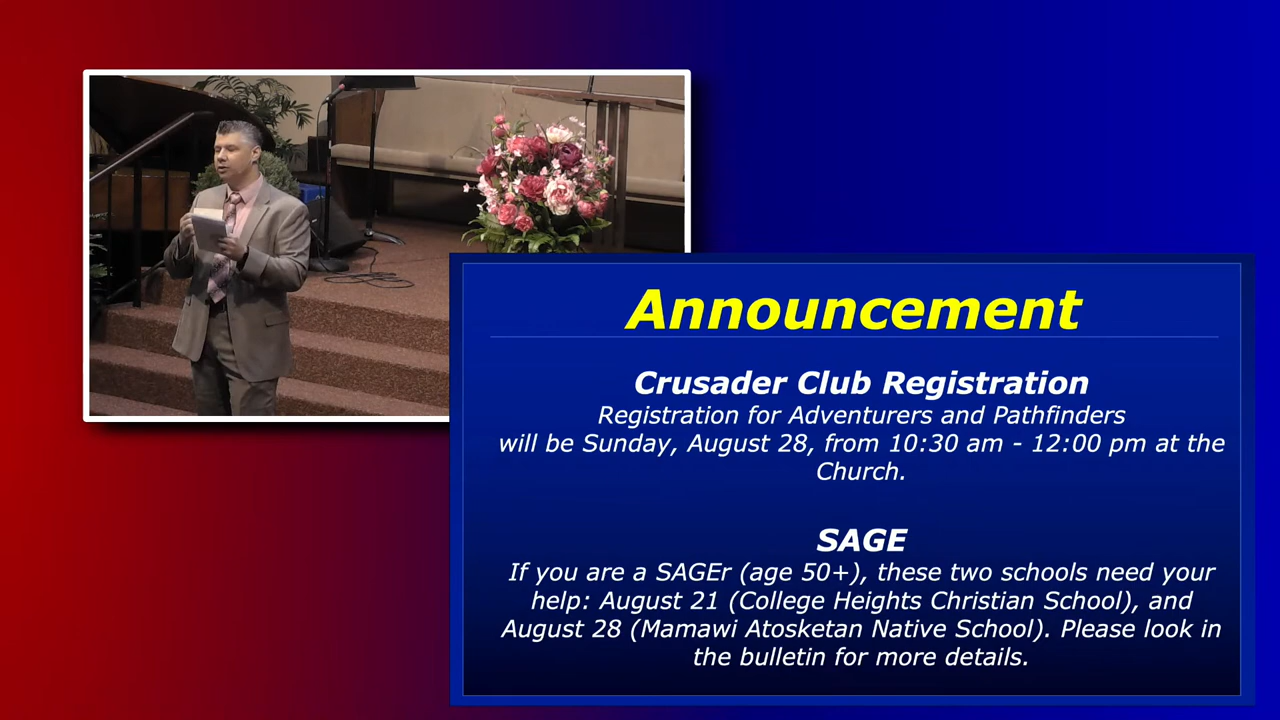 Announcement
Crusader Club Registration
Registration for Adventurers and Pathfinders
will be Sunday, August 28, from 10:30 am - 12:00 pm at the
Church.
SAGE
If you are a SAGEr (age 50+), these two schools need your
help: August 21 (College Heights Christian School), and
August 28 (Mamawi Atosketan Native School). Please look in
the bulletin for more details.